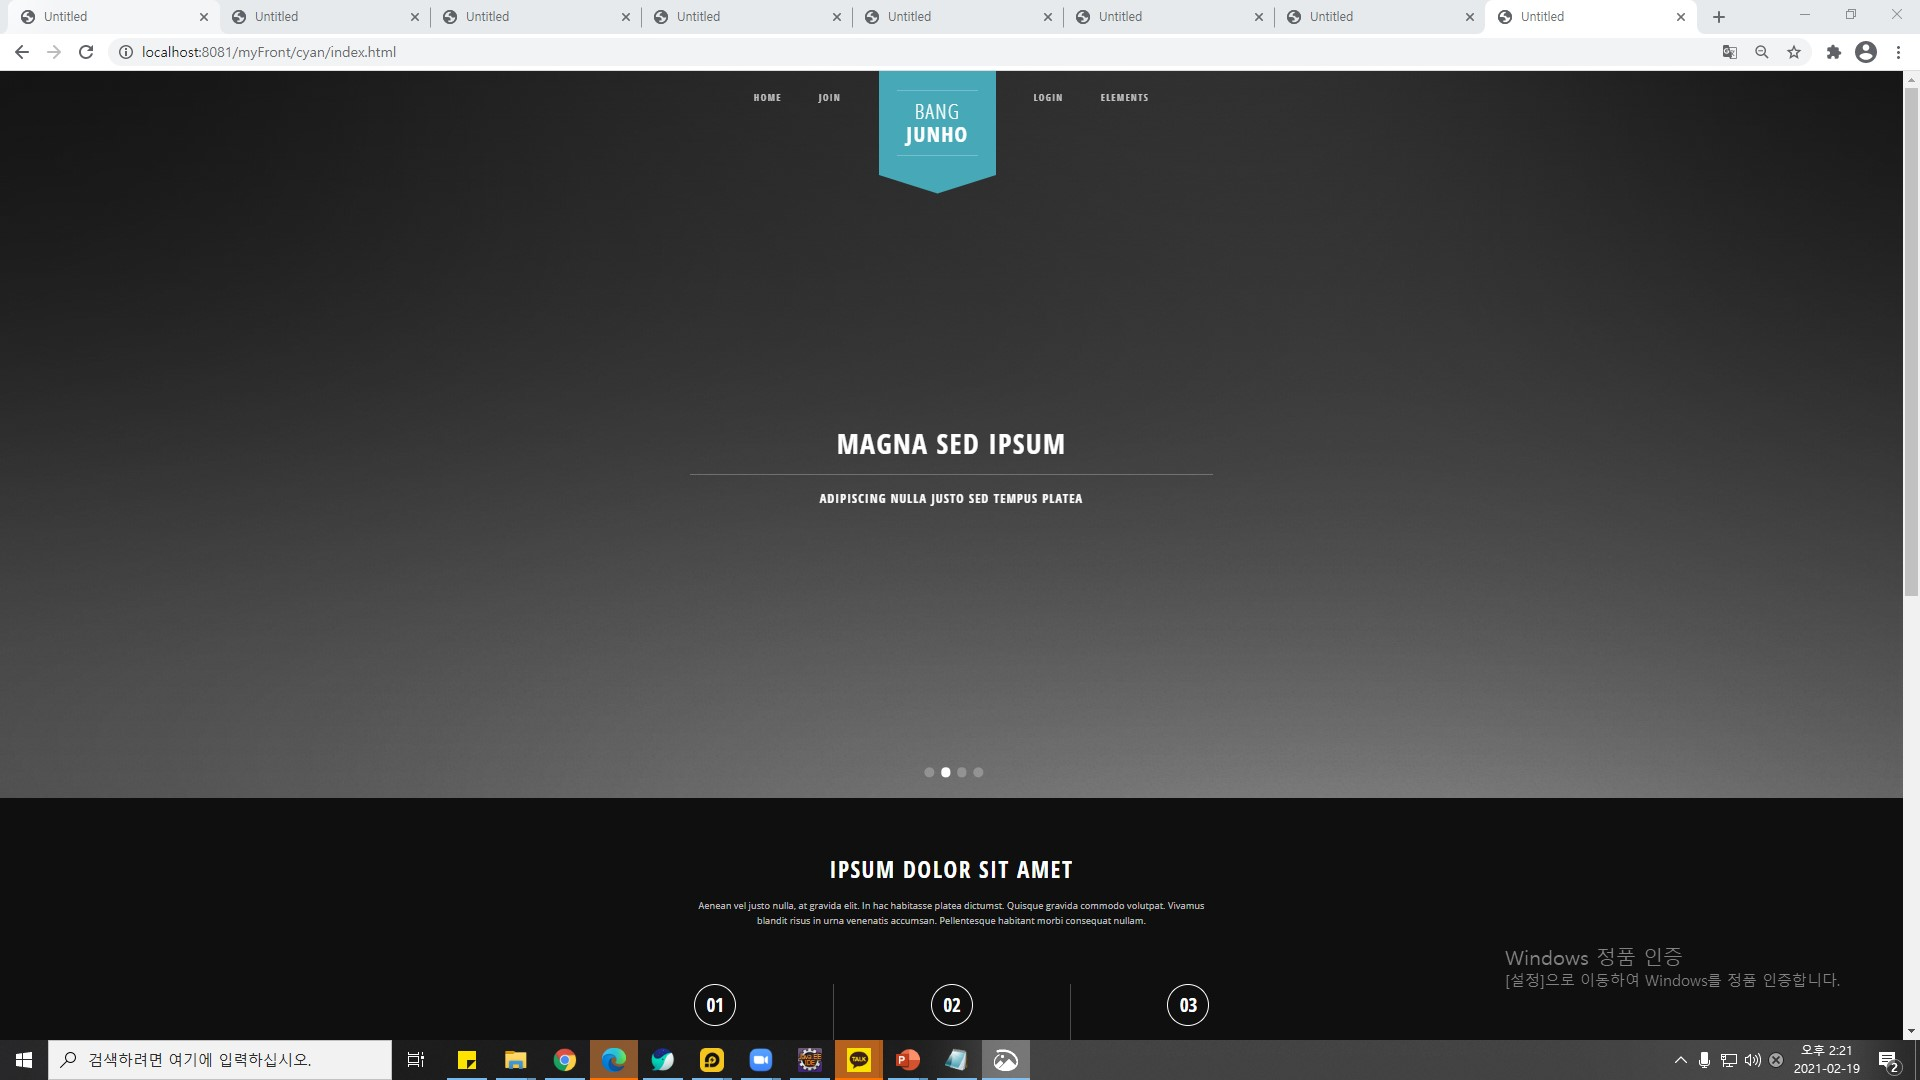 Untitled
Untitled
Untitled
Untitled
Untitled
Untitled
Untitled
Untitled
localhost:8081/myFront/cyan/index.html
HOME
JOIN
BANG
JUNHO
LOGIN
ELEMENTS
MAGNA SED IPSUM
ADIPISCING NULLA JUSTO SED TEMPUS PLATEA
IPSUM DOLOR SIT AMET
Aenean vel justo nulla, at gravida elit. In hac habitasse platea dictumst. Quisque gravida commodo volutpat. Vivamus
blandit risus in urna venenatis accumsan. Pellentesque habitant morbi consequat nullam.
01
02
03
Windows 정품 인증
[설정]으로 이동하여 Windows를 정품 인증합니다.
검색하려면 여기에 입력하십시오.
Java EE
IDE
TALK
P
오후 2:21
2021-02-19
2